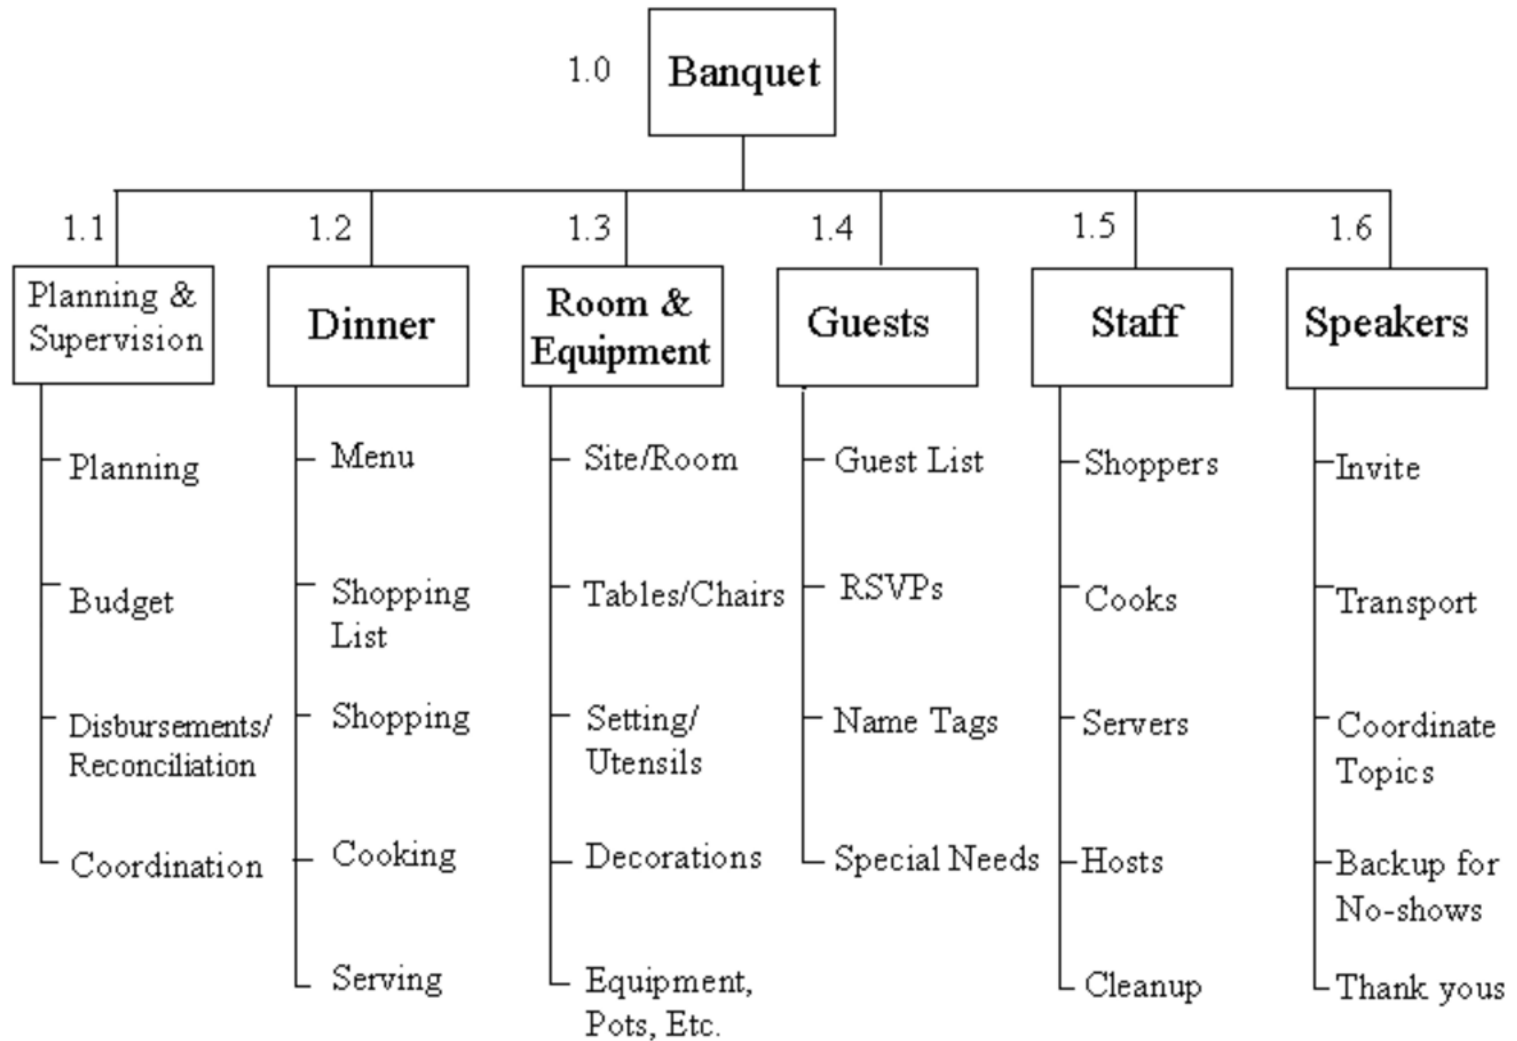 1.0
Banquet
1.1
Planning &
Supervision
Planning
Budget
Disbursements/
Reconciliation
Coordination
1.2
Dinner
Menu
Shopping
List
Shopping
Cooking
Serving
1.3
Room &
Equipment
Site/Room
Tables/Chairs
Setting/
Utensils
Decorations
Equipment,
Pots, Etc.
1.4
Guests
Guest List
RSVPs
Name Tags
Special Needs
1.5
Staff
Shoppers
Cooks
Servers
Hosts
Cleanup
1.6
Speakers
Invite
Transport
Coordinate
Topics
Backup for
No-shows
Thank yous